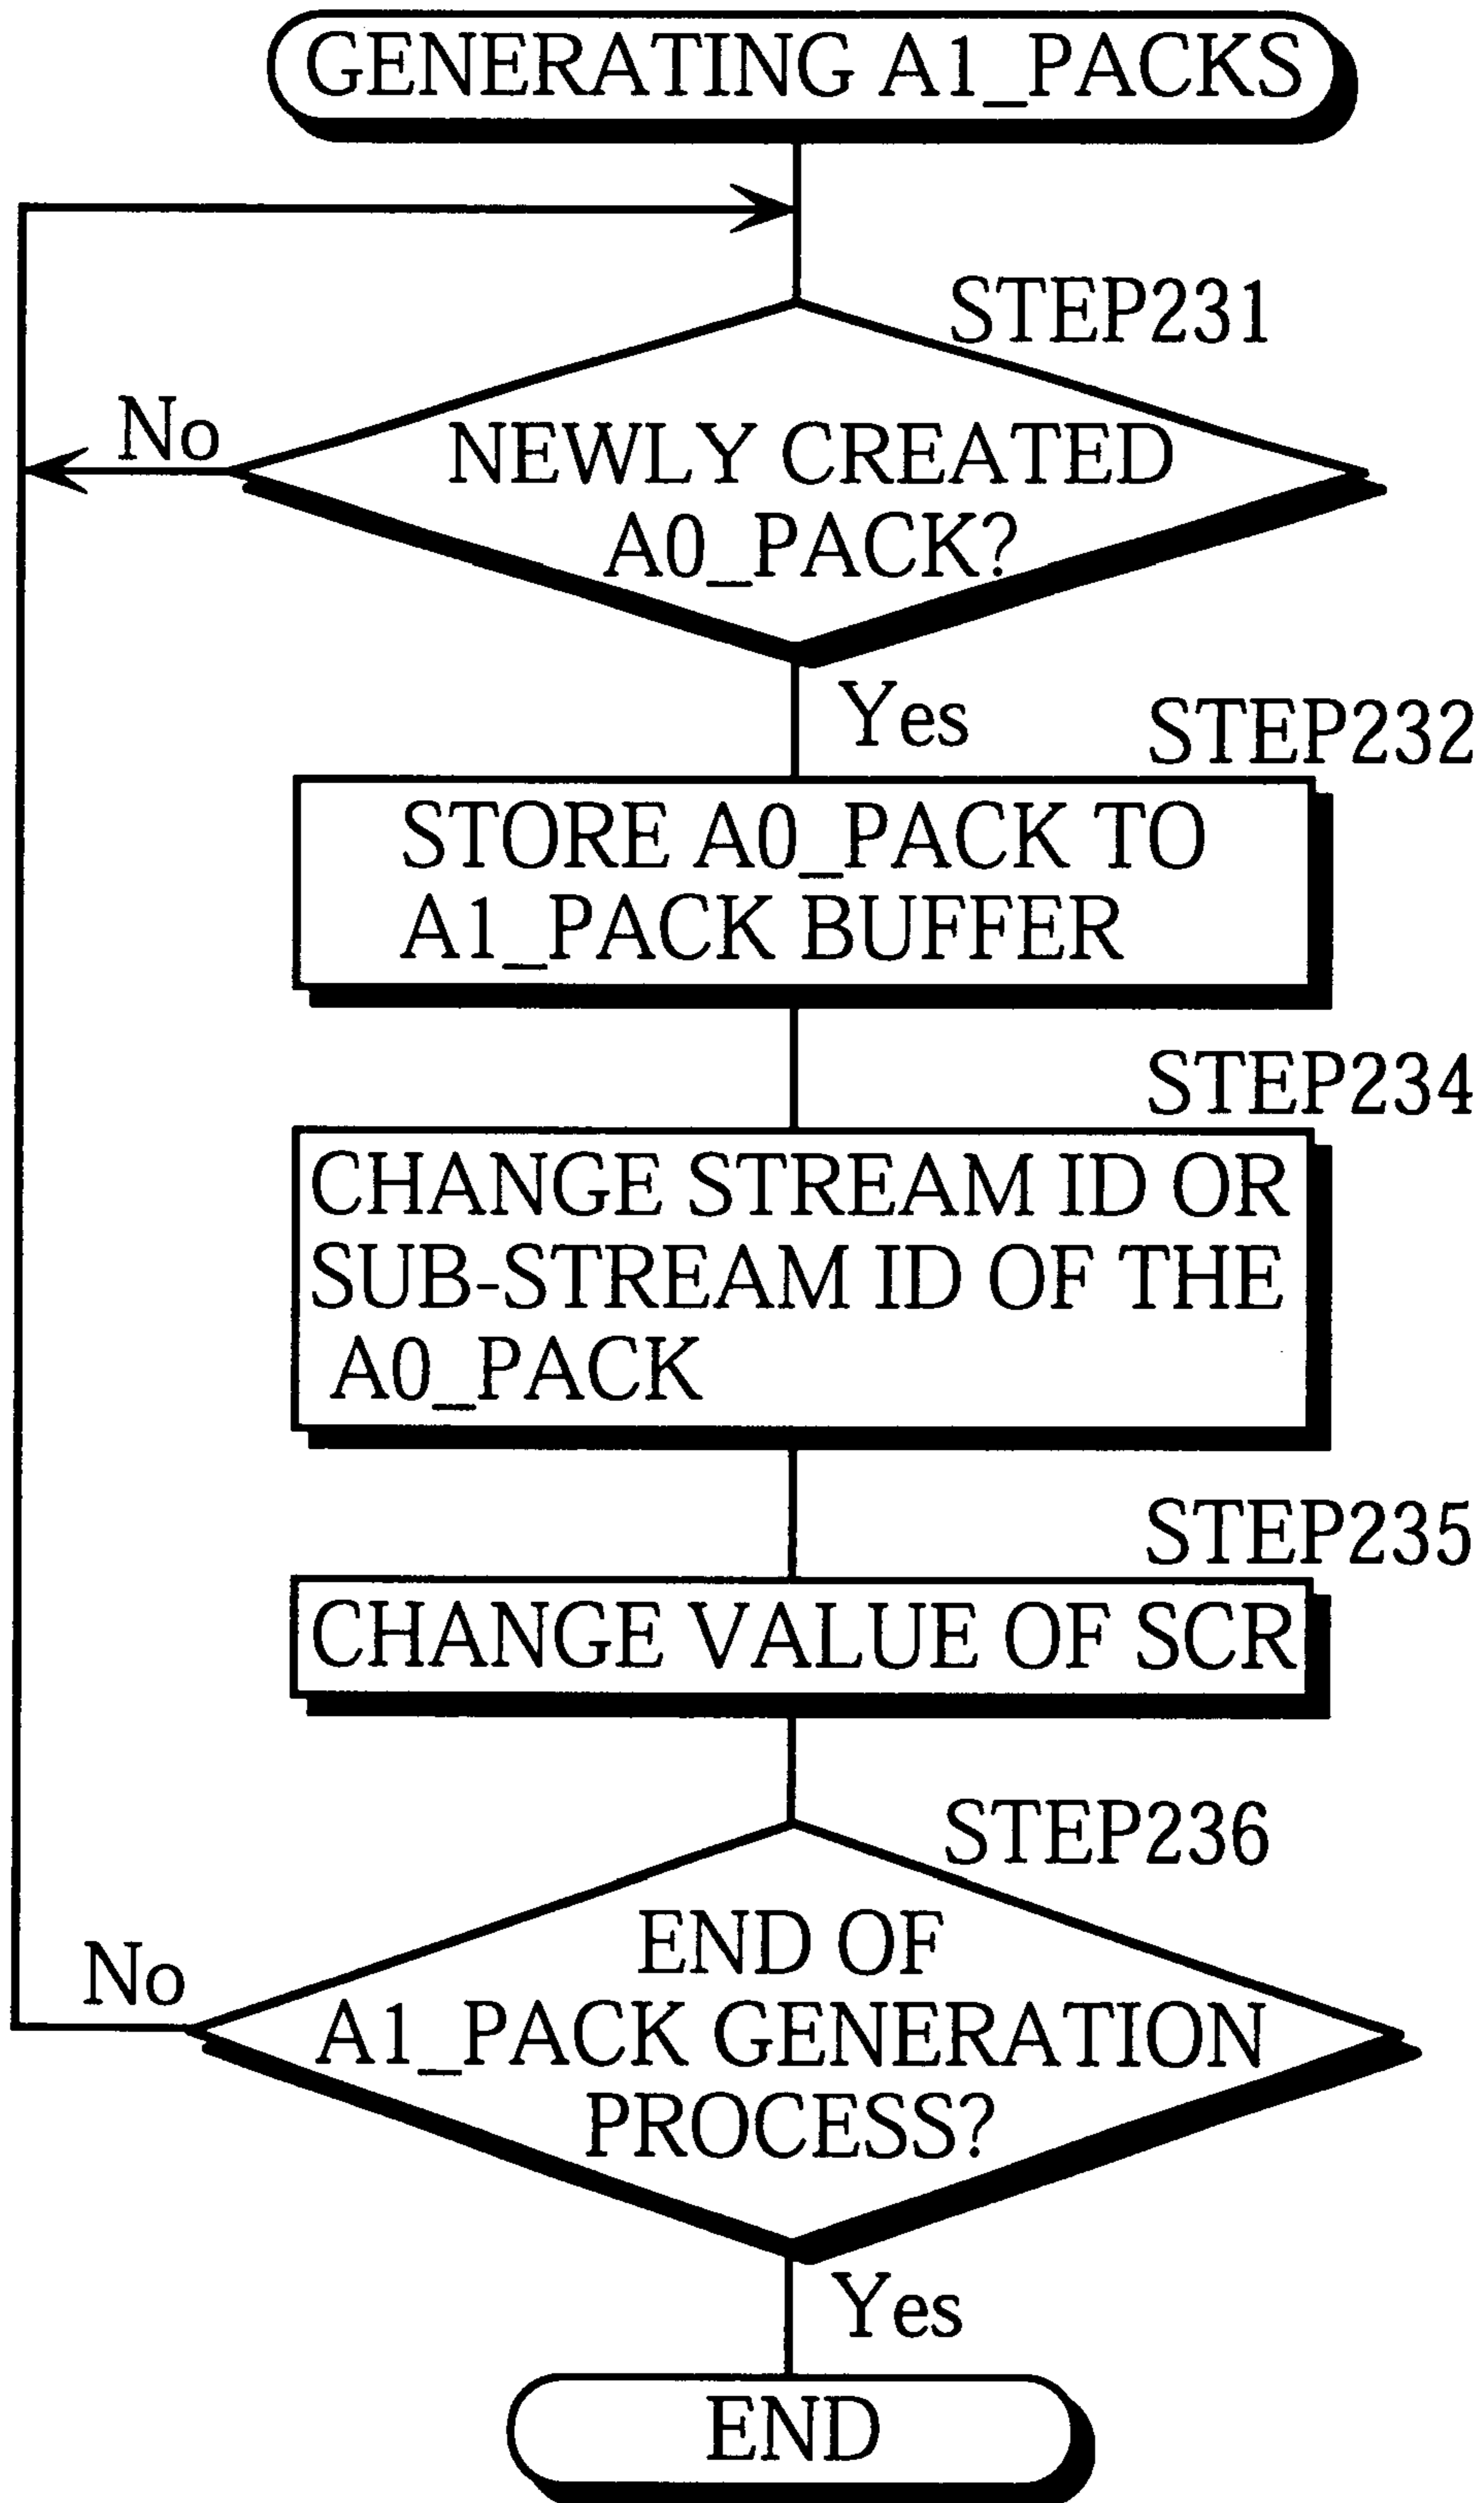 GENERATING A1_PACKS
STEP231
No
NEWLY CREATED
A0_PACK?
Yes
STEP232
STORE A0_PACK TO
A1_PACK BUFFER
STEP234
CHANGE STREAM ID OR
SUB-STREAM ID OF THE
A0_PACK
STEP235
CHANGE VALUE OF SCR
STEP236
END OF
No
A1_PACK GENERATION
PROCESS?
Yes
END